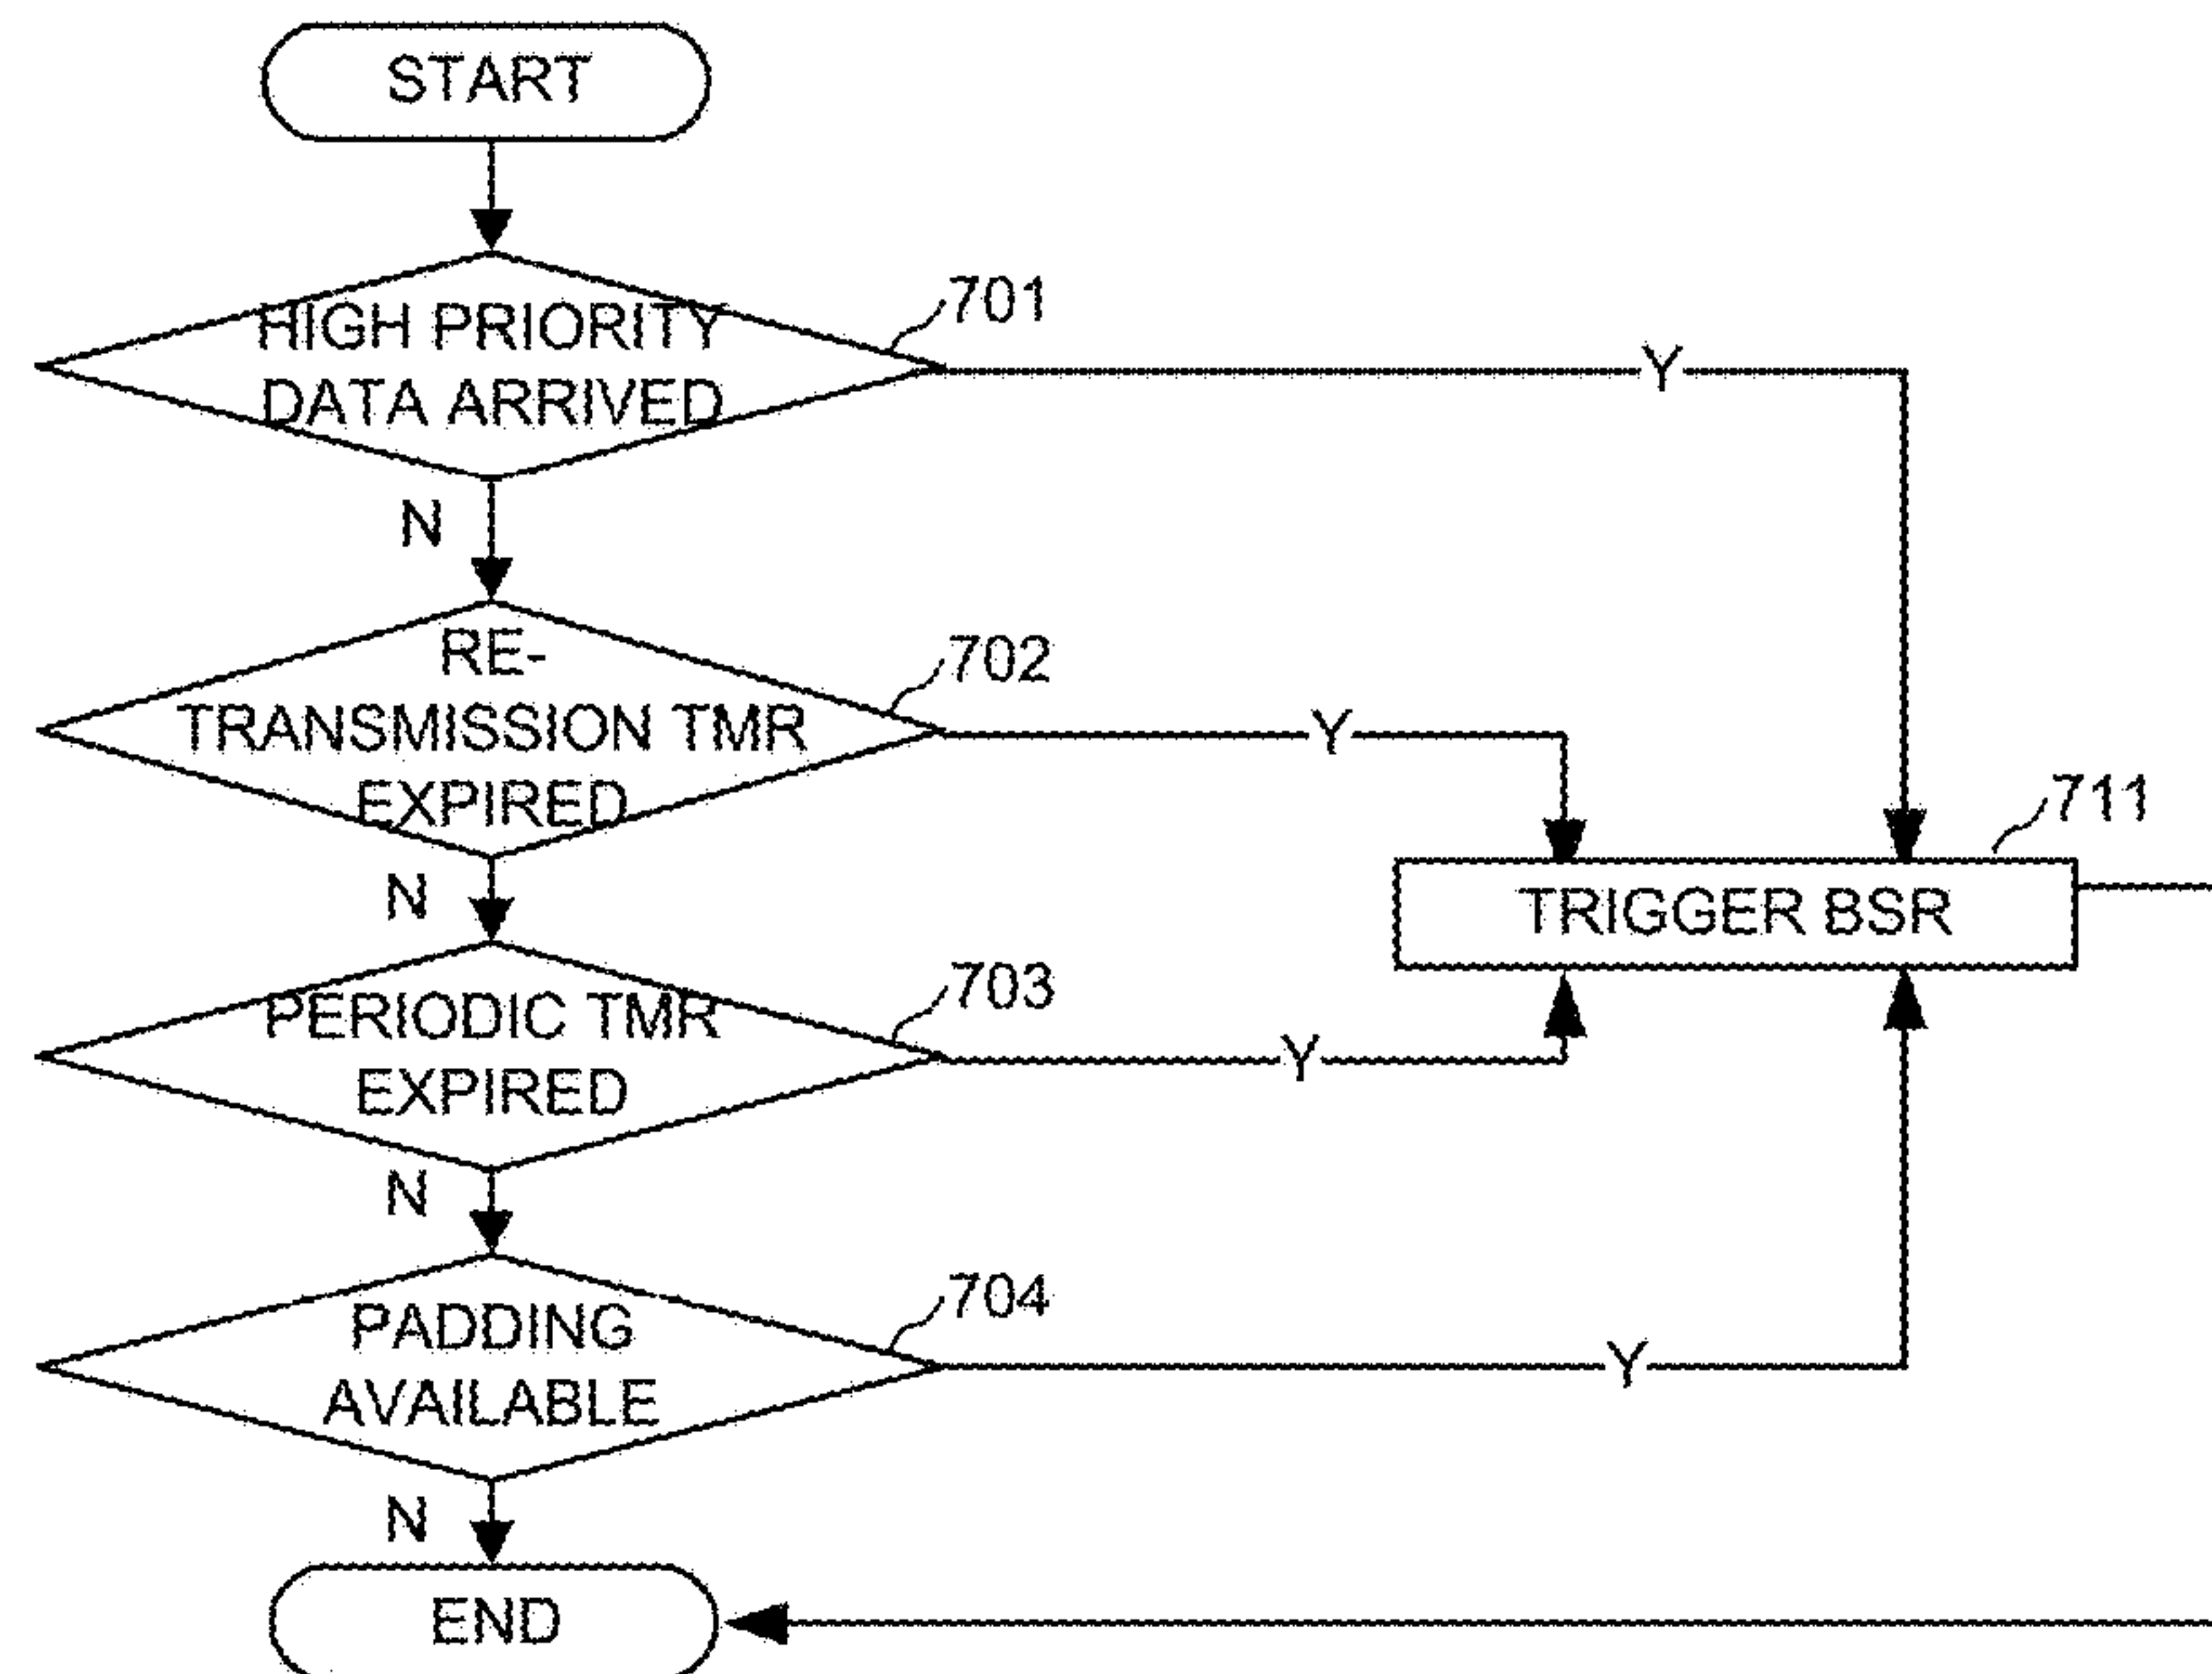 START
HIGH PRIORITY
DATA ARRIVED
701
Y
N
RE-
TRANSMISSION TMR
EXPIRED
702
Y
N
TRIGGER BSR
711
PERIODIC TMR
EXPIRED
703
Y
N
PADDING
AVAILABLE
704
Y
N
END